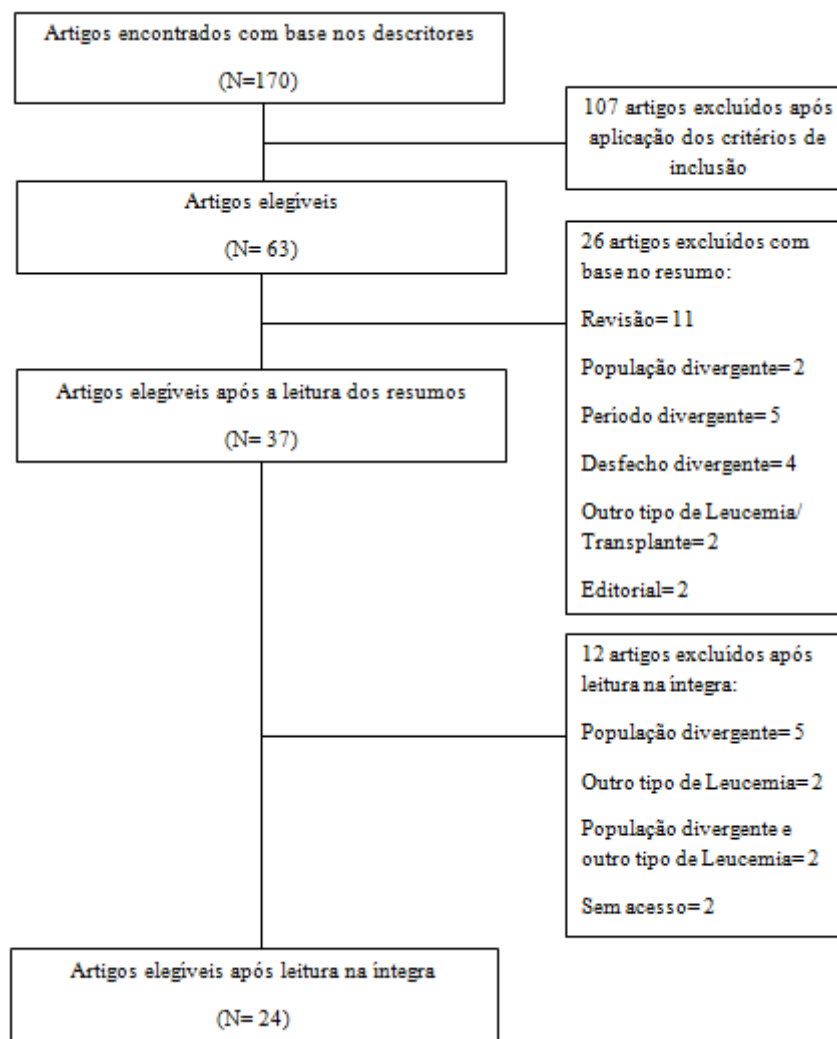 Artigos encontrados com base nos descritores
(N=170)
107 artigos excluídos após
aplicação dos critérios de
inclusão
Artigos elegíveis
(N= 63)
26 artigos excluídos com
base no resumo:
Revisão= 11
População divergente= 2
Período divergente= 5
Desfecho divergente= 4
Outro tipo de Leucemia/
Transplante= 2
Editorial= 2
Artigos elegíveis após a leitura dos resumos
(N= 37)
12 artigos excluídos após
leitura na íntegra:
População divergente= 5
Outro tipo de Leucemia= 2
População divergente e
outro tipo de Leucemia= 2
Sem acesso= 2
Artigos elegíveis após leitura na íntegra
(N= 24)